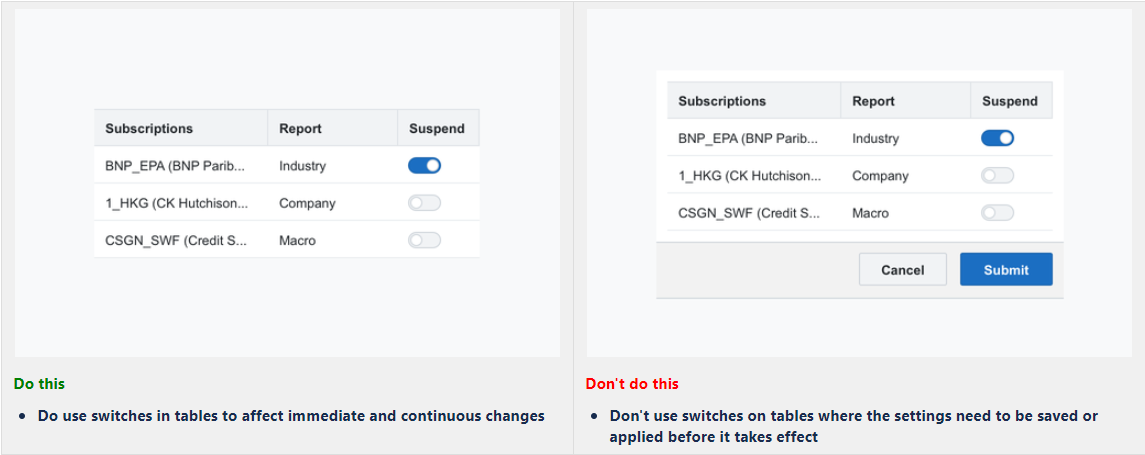 Subscriptions Report Suspend
BNP_EPA (BNP Parib... Industry
1_HKG (CK Hutchison... Company
CSGN_SWF (Credit S... Macro
Do this
• Do use switches in tables to affect immediate and continuous changes
Subscriptions Report Suspend
BNP_EPA (BNP Parib... Industry
1_HKG (CK Hutchison... Company
CSGN_SWF (Credit S... Macro
Cancel Submit
Don't do this
• Don't use switches on tables where the settings need to be saved or
applied before it takes effect